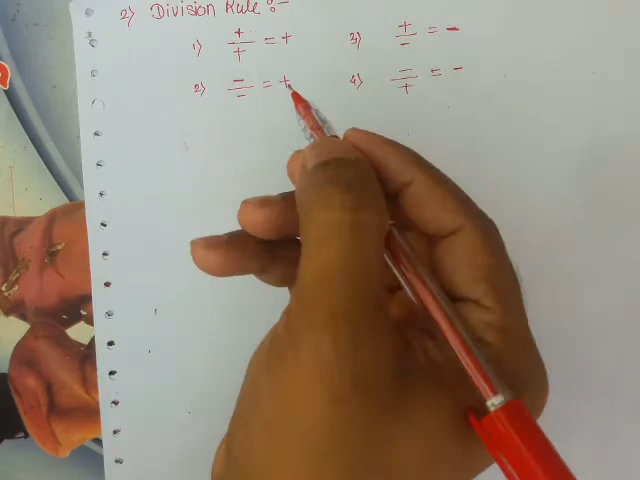 2) Division Rule :-
1) + / + = +   3) + / - = -
2) - / - = +   4) - / + = -